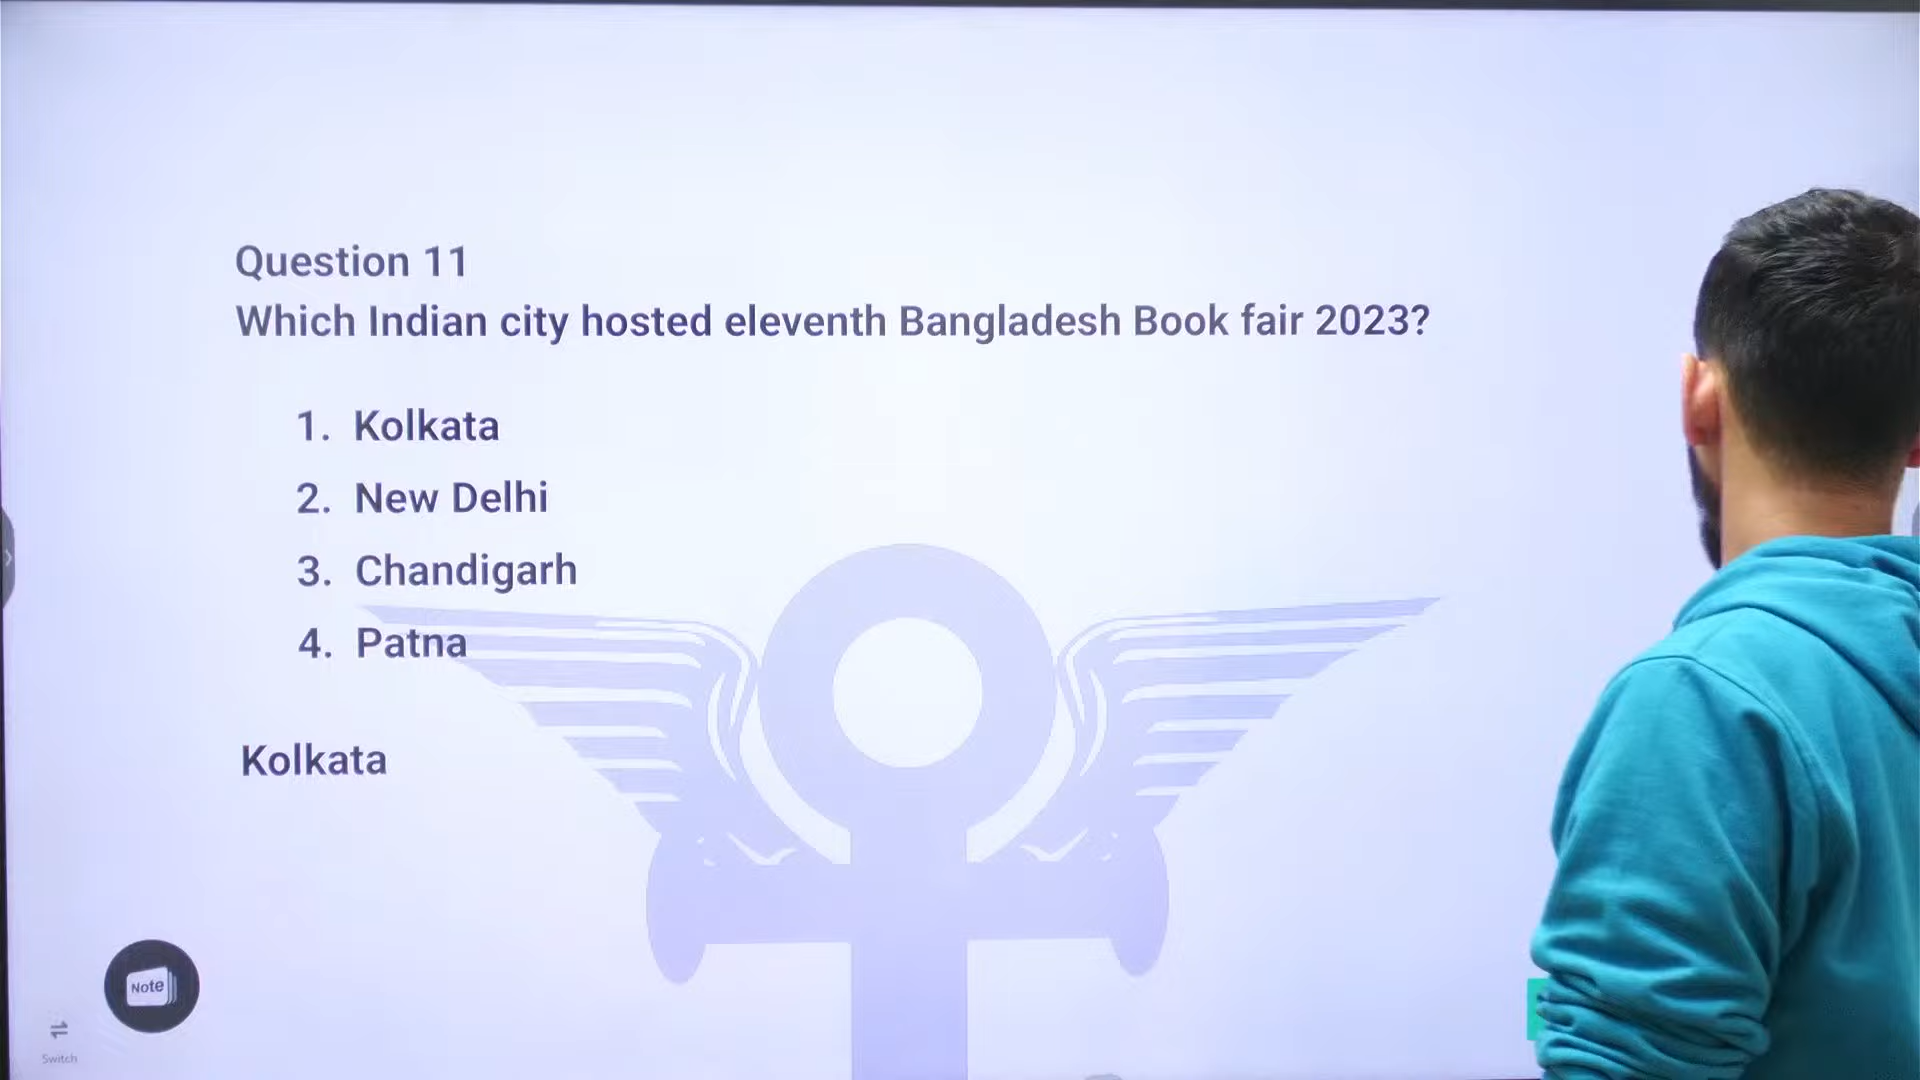 Question 11
Which Indian city hosted eleventh Bangladesh Book fair 2023?
1. Kolkata
2. New Delhi
3. Chandigarh
4. Patna
Kolkata
Note
Switch